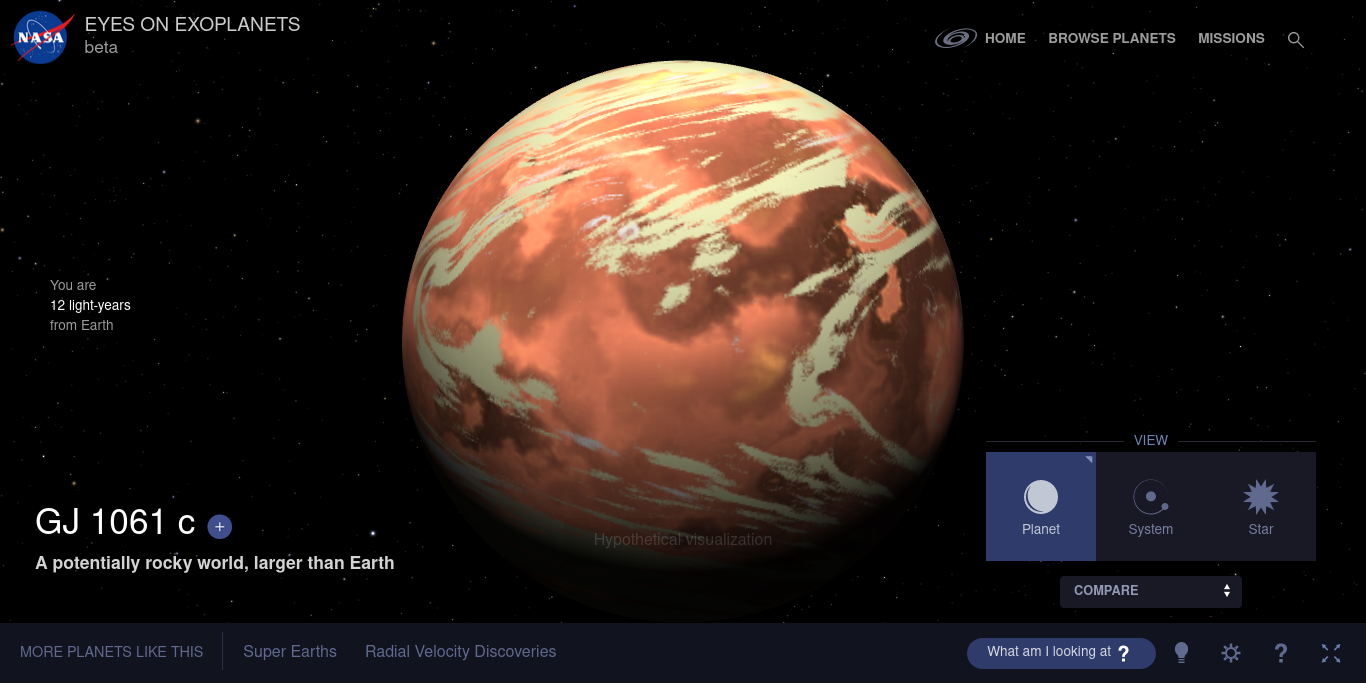 NASA
EYES ON EXOPLANETS
beta
HOME
BROWSE PLANETS
MISSIONS
You are
12 light-years
from Earth
VIEW
Planet
System
Star
GJ 1061 c +
A potentially rocky world, larger than Earth
Hypothetical visualization
COMPARE
MORE PLANETS LIKE THIS
Super Earths
Radial Velocity Discoveries
What am I looking at ?
?